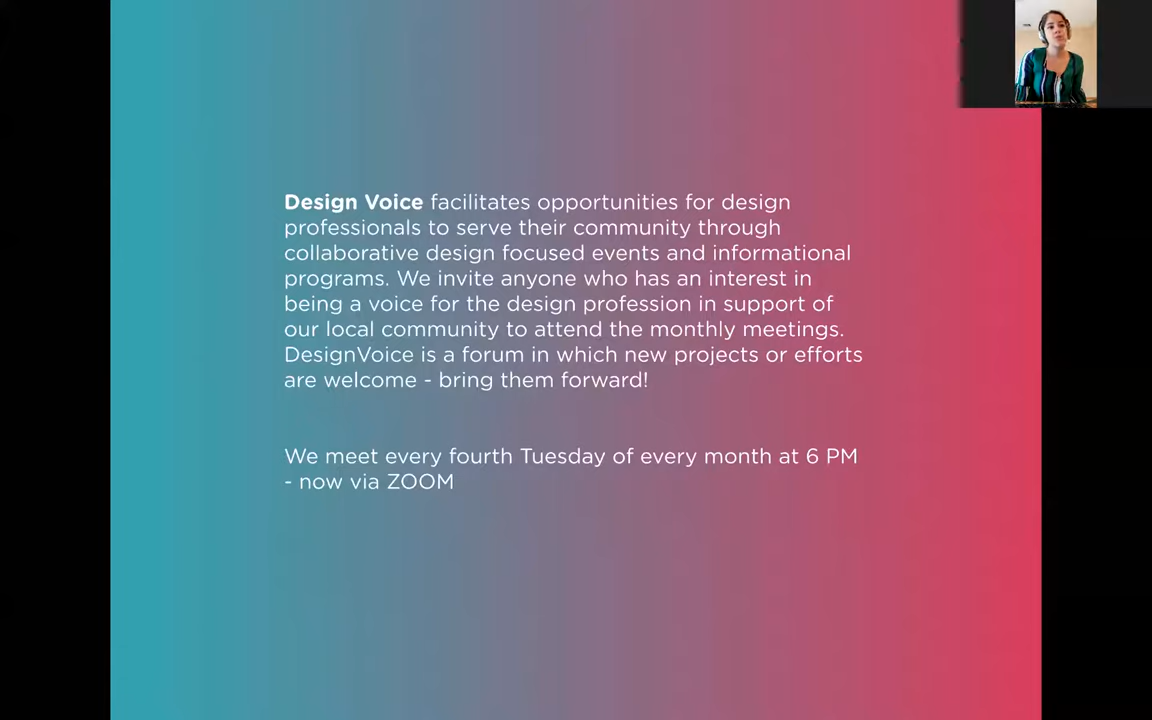 Design Voice facilitates opportunities for design
professionals to serve their community through
collaborative design focused events and informational
programs. We invite anyone who has an interest in
being a voice for the design profession in support of
our local community to attend the monthly meetings.
DesignVoice is a forum in which new projects or efforts
are welcome - bring them forward!
We meet every fourth Tuesday of every month at 6 PM
- now via ZOOM